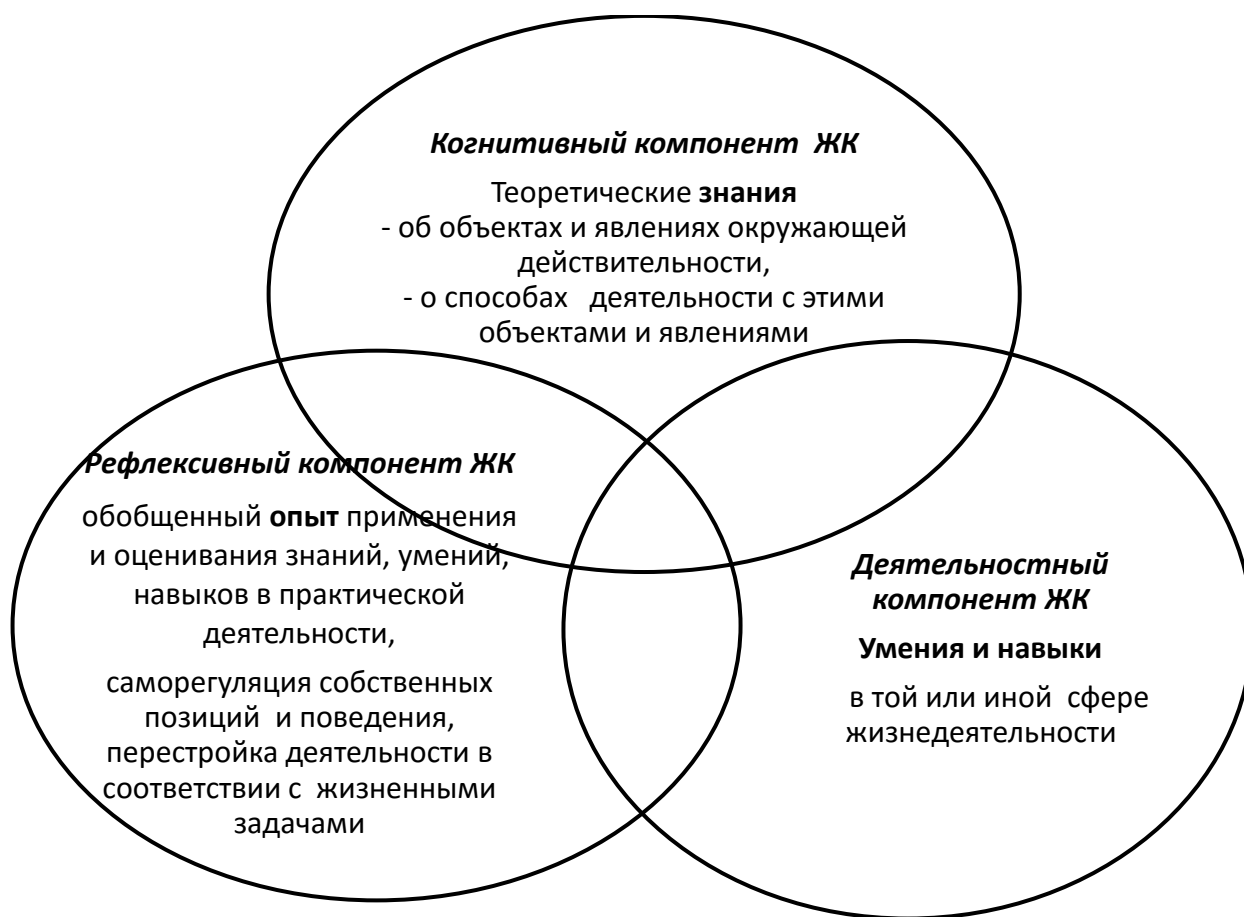 Когнитивный компонент ЖК
Теоретические знания
- об объектах и явлениях окружающей
действительности,
- о способах деятельности с этими
объектами и явлениями
Рефлексивный компонент ЖК
обобщенный опыт применения
и оценивания знаний, умений,
навыков в практической
деятельности,
саморегуляция собственных
позиций и поведения,
перестройка деятельности в
соответствии с жизненными
задачами
Деятельностный
компонент ЖК
Умения и навыки
в той или иной сфере
жизнедеятельности